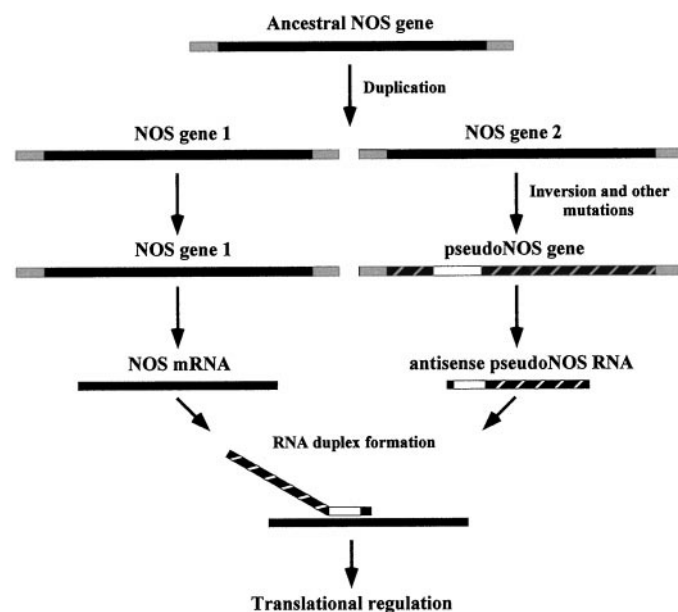 Ancestral NOS gene
Duplication
NOS gene 1
NOS gene 2
Inversion and other
mutations
NOS gene 1
pseudoNOS gene
NOS mRNA
antisense pseudoNOS RNA
RNA duplex formation
Translational regulation